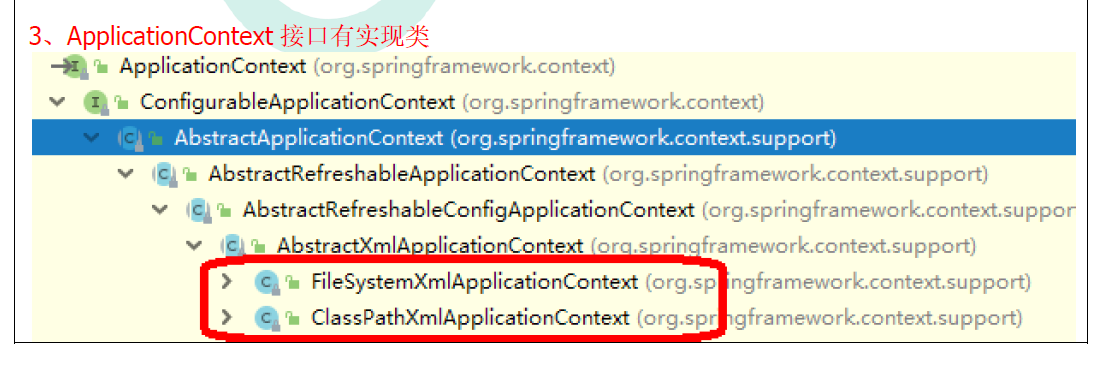 3、ApplicationContext 接口有实现类
ApplicationContext (org.springframework.context)
ConfigurableApplicationContext (org.springframework.context)
AbstractApplicationContext (org.springframework.context.support)
AbstractRefreshableApplicationContext (org.springframework.context.support)
AbstractRefreshableConfigApplicationContext (org.springframework.context.suppor
AbstractXmlApplicationContext (org.springframework.context.support)
FileSystemXmlApplicationContext (org.springframework.context.support)
ClassPathXmlApplicationContext (org.springframework.context.support)